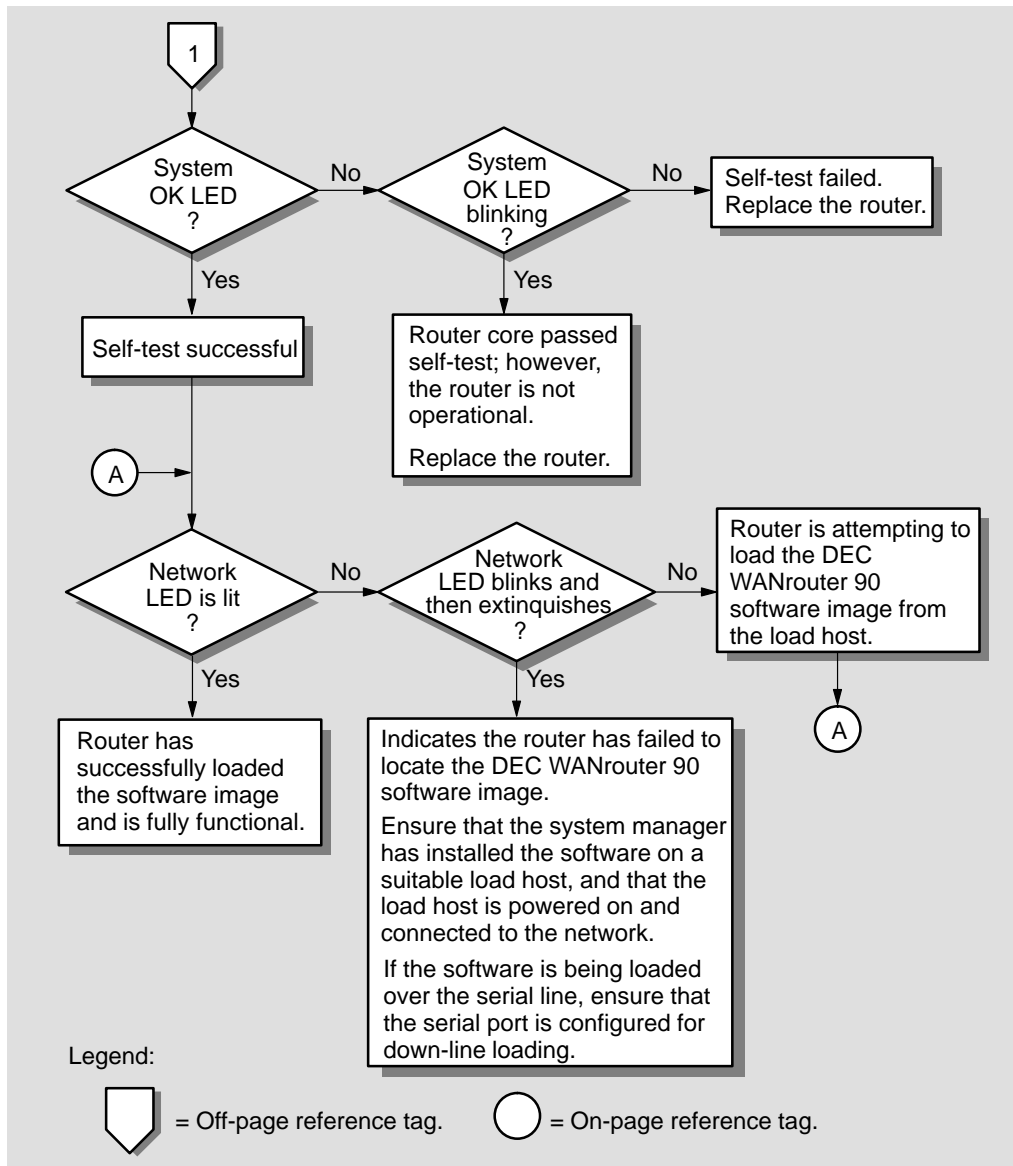 1
System
OK LED
?
No
System
OK LED
blinking
?
No
Self-test failed.
Replace the router.
Yes
Yes
Self-test successful
Router core passed
self-test; however,
the router is not
operational.
Replace the router.
A
Network
LED is lit
?
No
Network
LED blinks and
then extinquishes
?
No
Router is attempting to
load the DEC
WANrouter 90
software image from
the load host.
Yes
Yes
A
Router has
successfully loaded
the software image
and is fully functional.
Indicates the router has failed to
locate the DEC WANrouter 90
software image.
Ensure that the system manager
has installed the software on a
suitable load host, and that the
load host is powered on and
connected to the network.
If the software is being loaded
over the serial line, ensure that
the serial port is configured for
down-line loading.
Legend:
= Off-page reference tag.
= On-page reference tag.